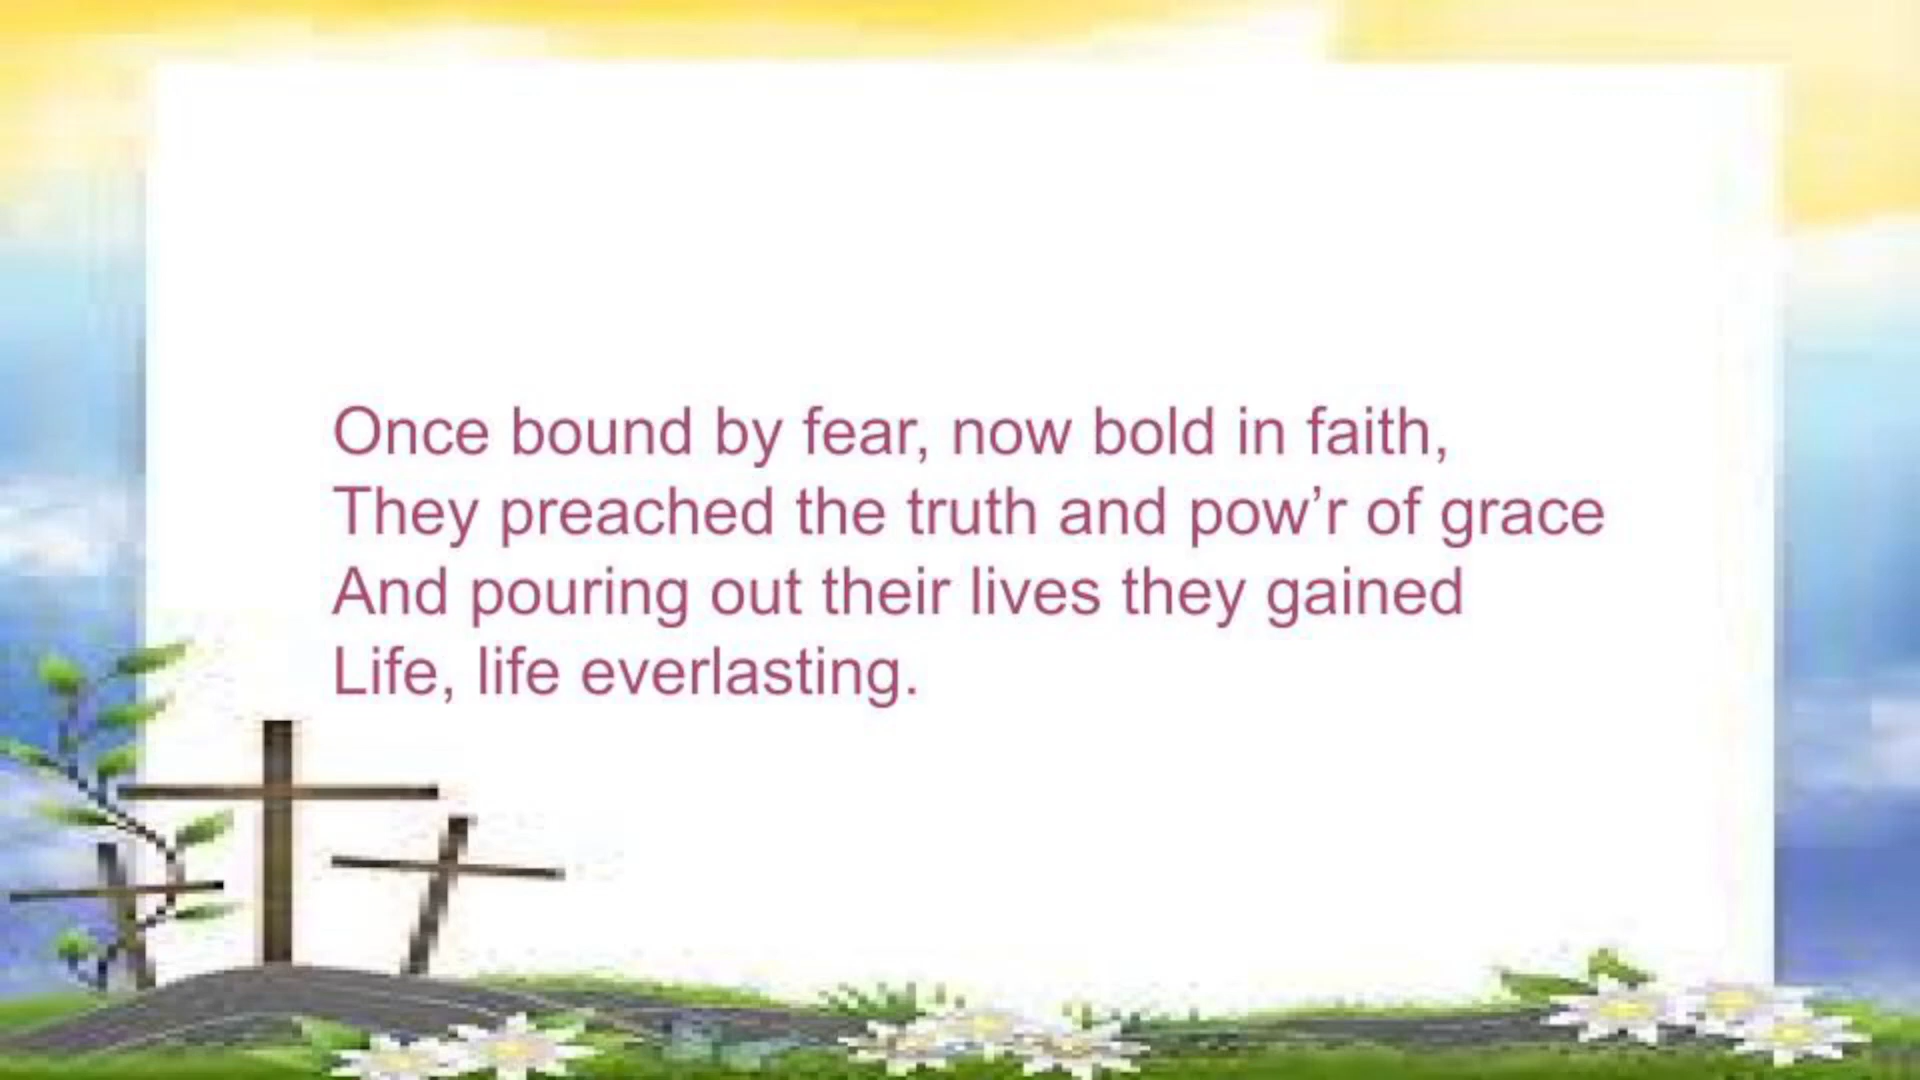 Once bound by fear, now bold in faith,
They preached the truth and pow’r of grace
And pouring out their lives they gained
Life, life everlasting.